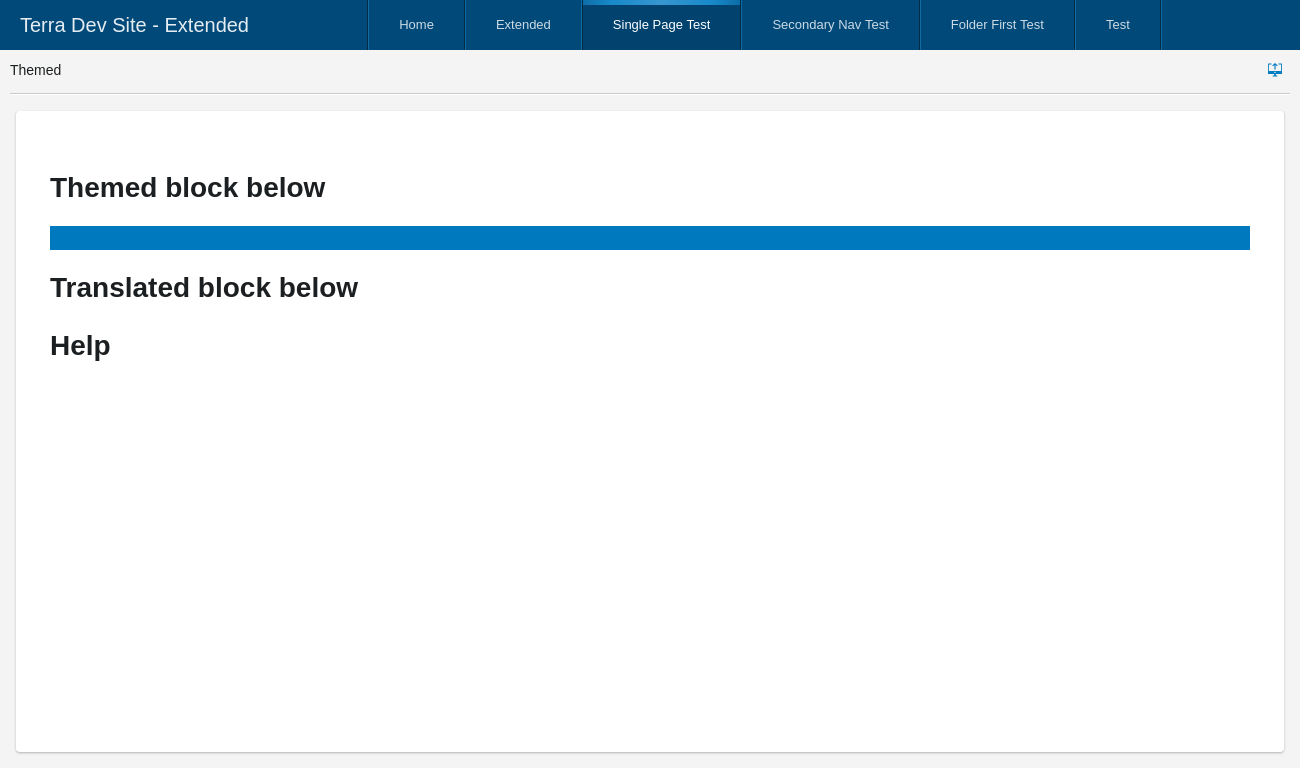 Terra Dev Site - Extended
Home
Extended
Single Page Test
Secondary Nav Test
Folder First Test
Test
Themed
Themed block below
Translated block below
Help